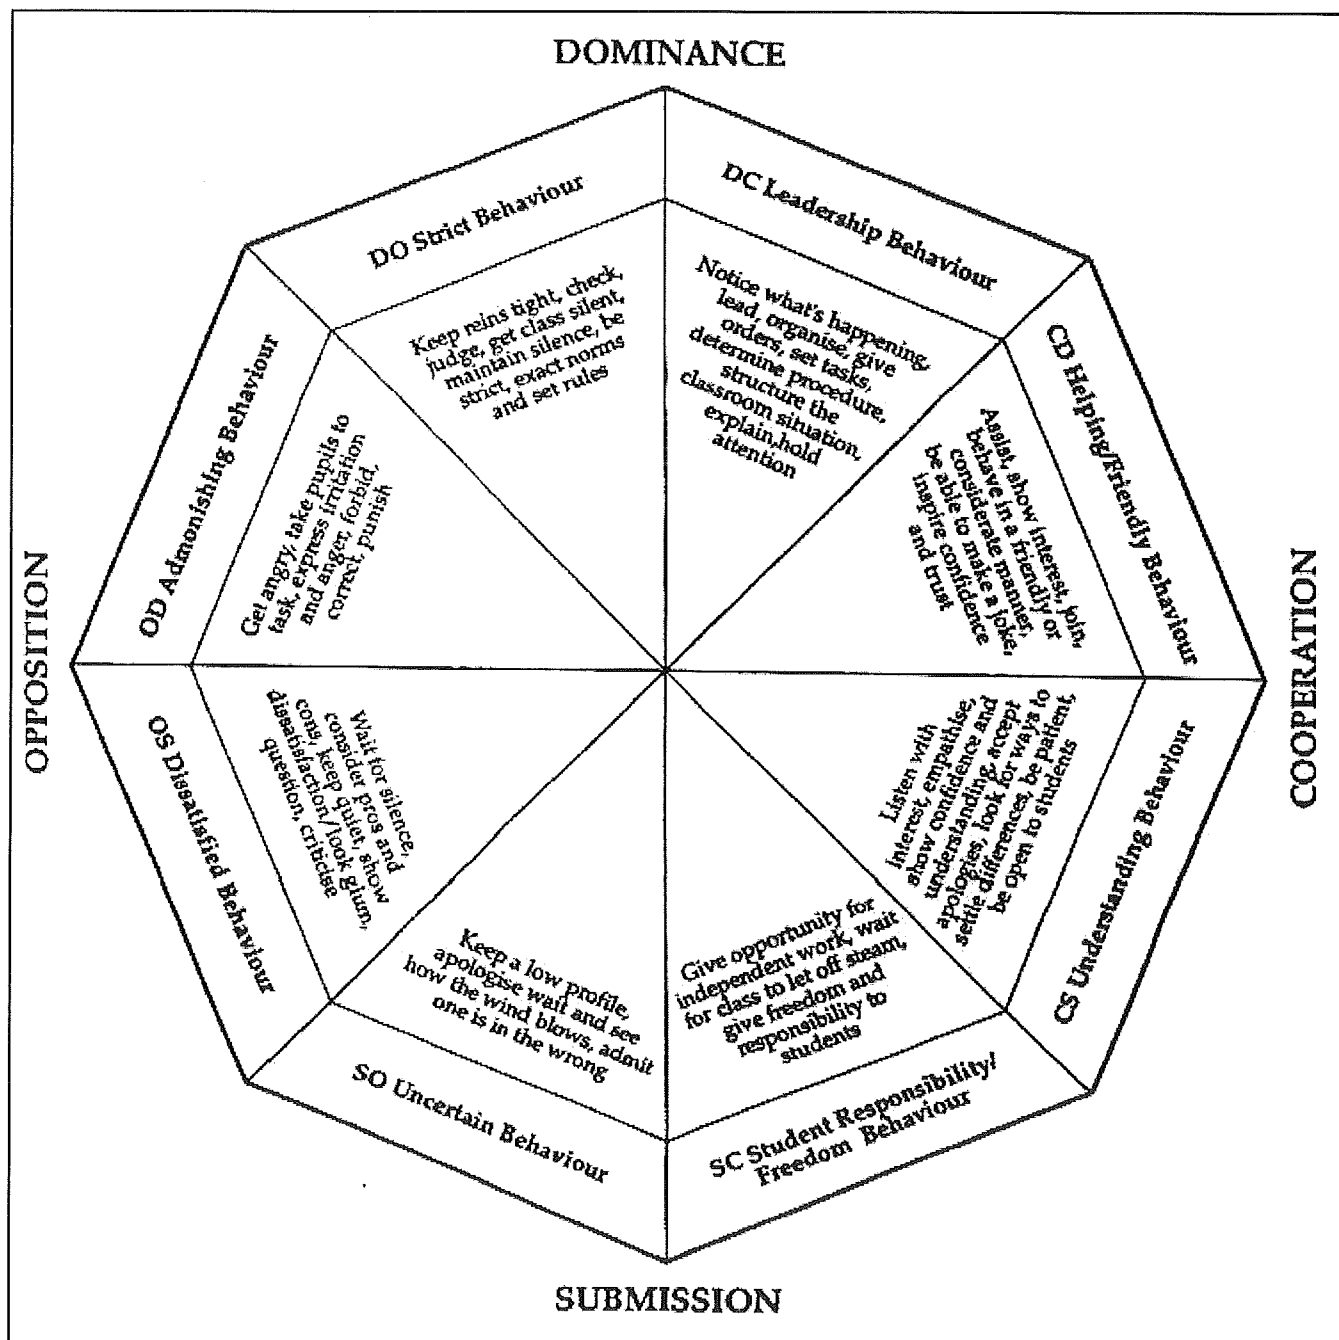 DOMINANCE
DO Strict Behaviour
Keep reins tight, check,
judge, get class silent,
maintain silence, be
strict, exact norms
and set rules
DC Leadership Behaviour
Notice what's happening,
lead, organise, give
orders, set tasks,
determine procedure,
structure the
classroom situation,
explain,hold
attention
CD Helping/Friendly Behaviour
Assist, show interest, join,
behave in a friendly or
considerate manner,
be able to make a joke,
inspire confidence
and trust
COOPERATION
CS Understanding Behaviour
Listen with
interest, empathise,
show confidence and
understanding, accept
apologies, look for ways to
settle differences, be patient,
be open to students
SC Student Responsibility/
Freedom Behaviour
Give opportunity for
independent work, wait
for class to let off steam,
give freedom and
responsibility to
students
SUBMISSION
SO Uncertain Behaviour
Keep a low profile,
apologise wait and see
how the wind blows, admit
one is in the wrong
OS Dissatisfied Behaviour
Wait for silence,
consider pros and
cons, keep quiet, show
dissatisfaction/look glum,
question, criticise
OPPOSITION
OD Admonishing Behaviour
Get angry, take pupils to
task, express irritation
and anger, forbid,
correct, punish